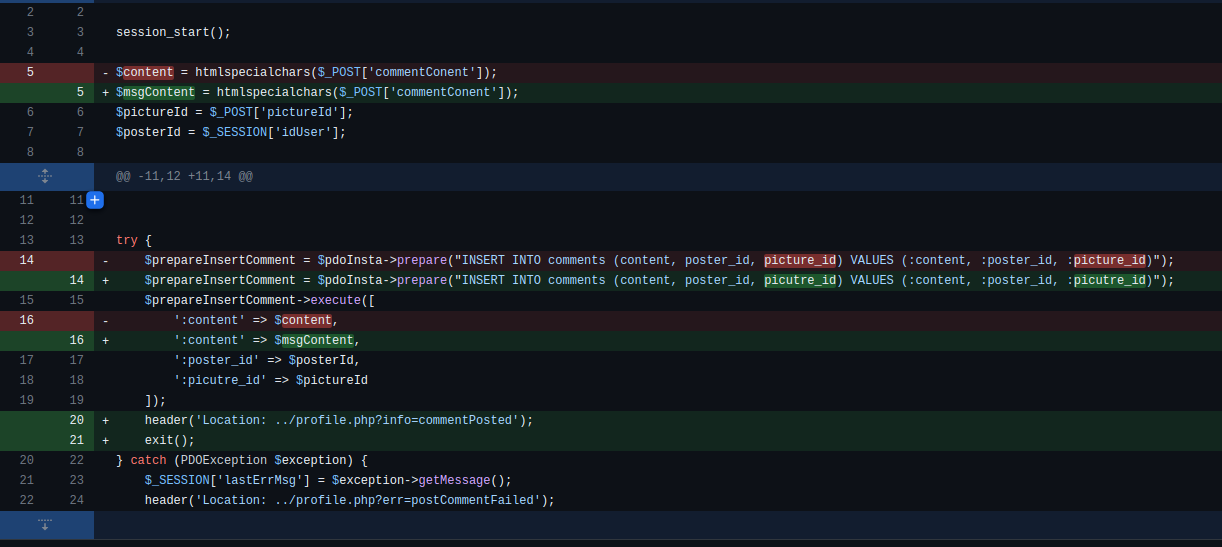 2 2
3 3 session_start();
4 4
5 - $content = htmlspecialchars($_POST['commentConent']);
5 + $msgContent = htmlspecialchars($_POST['commentConent']);
6 6 $pictureId = $_POST['pictureId'];
7 7 $posterId = $_SESSION['idUser'];
8 8
@@ -11,12 +11,14 @@
11 11 +
12 12
13 13 try {
14 - $prepareInsertComment = $pdoInsta->prepare("INSERT INTO comments (content, poster_id, picture_id) VALUES (:content, :poster_id, :picture_id)");
14 + $prepareInsertComment = $pdoInsta->prepare("INSERT INTO comments (content, poster_id, picutre_id) VALUES (:content, :poster_id, :picutre_id)");
15 15 $prepareInsertComment->execute([
16 - ':content' => $content,
16 + ':content' => $msgContent,
17 17 ':poster_id' => $posterId,
18 18 ':picutre_id' => $pictureId
19 19 ]);
20 + header('Location: ../profile.php?info=commentPosted');
21 + exit();
20 22 } catch (PDOException $exception) {
21 23 $_SESSION['lastErrMsg'] = $exception->getMessage();
22 24 header('Location: ../profile.php?err=postCommentFailed');